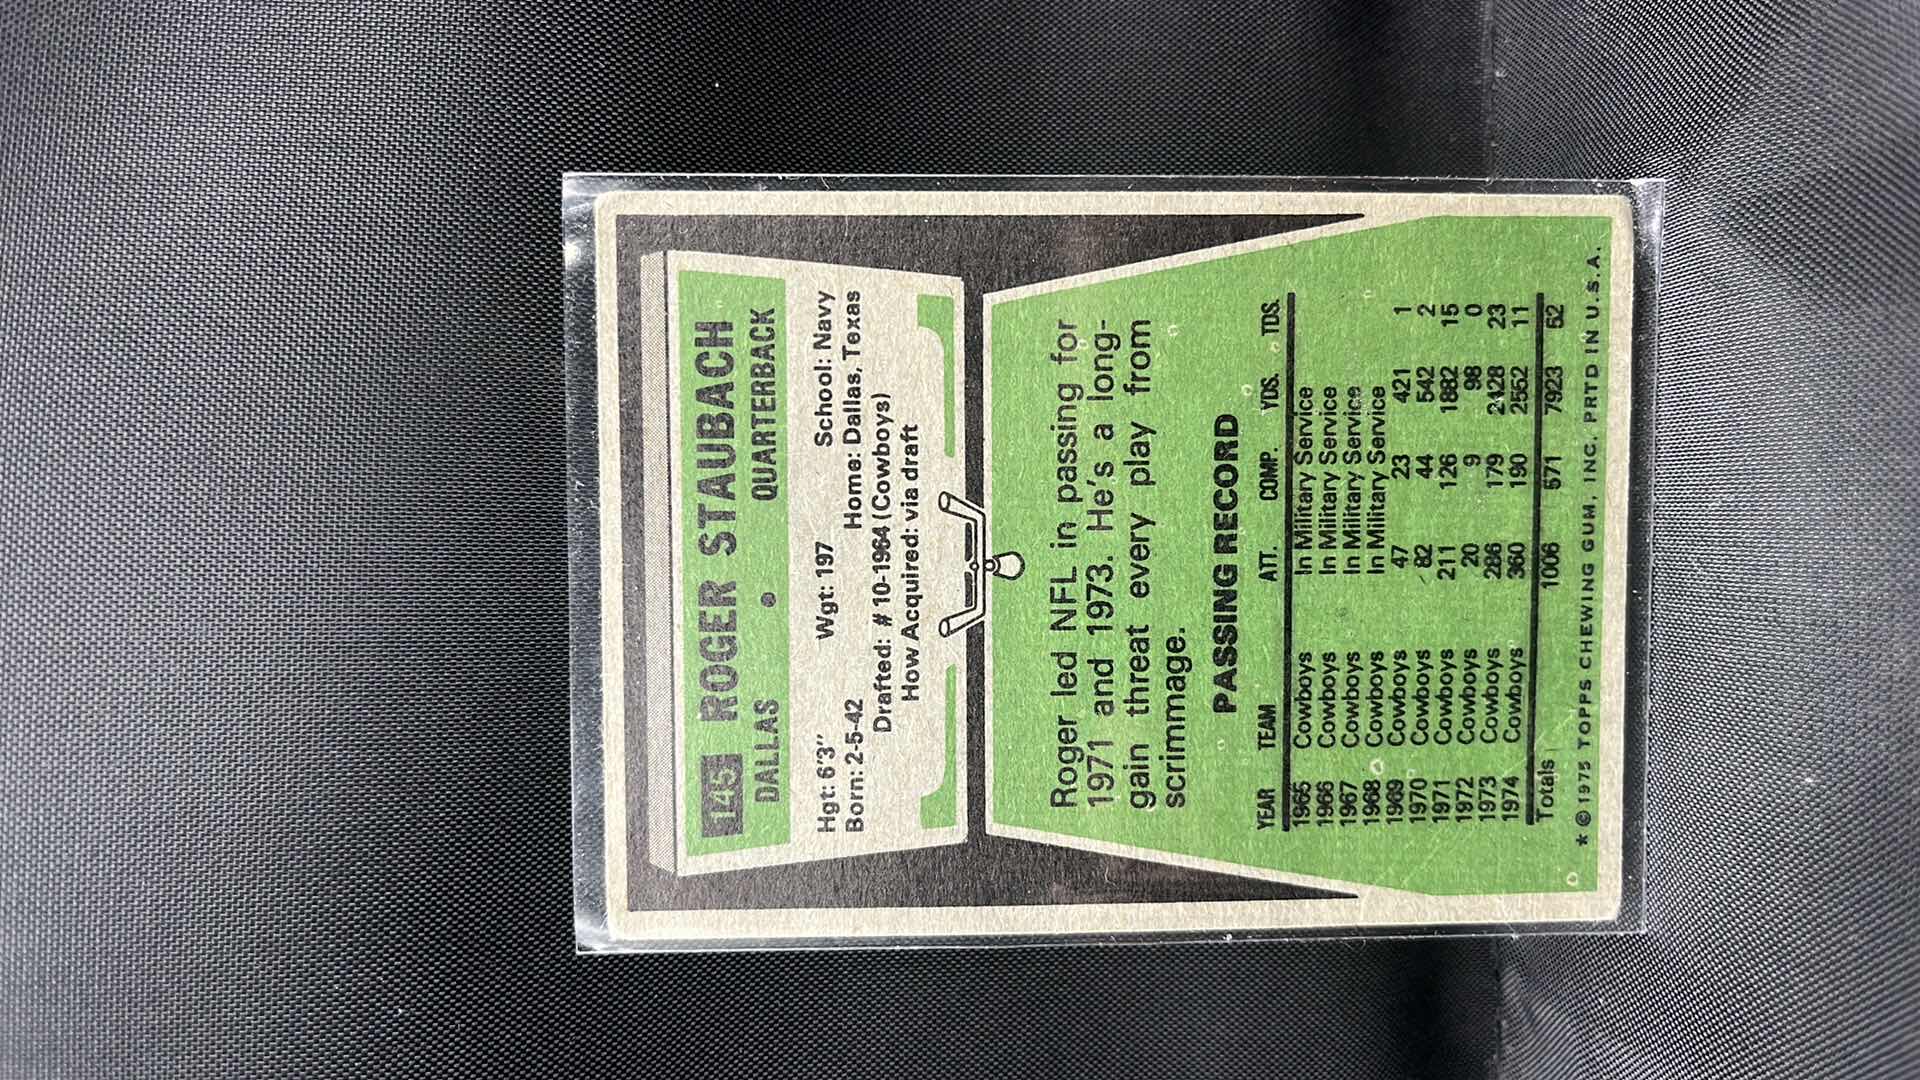 145 ROGER STAUBACH
DALLAS • QUARTERBACK
Hgt: 6'3" Wgt: 197 School: Navy
Born: 2-5-42 Home: Dallas, Texas
Drafted: #10-1964 (Cowboys)
How Acquired: via draft
Roger led NFL in passing for
1971 and 1973. He's a long-
gain threat every play from
scrimmage.
PASSING RECORD
YEAR TEAM ATT. COMP. YDS. TDS.
1965 Cowboys In Military Service
1966 Cowboys In Military Service
1967 Cowboys In Military Service
1968 Cowboys In Military Service
1969 Cowboys 47 23 421 1
1970 Cowboys 82 44 542 2
1971 Cowboys 211 126 1882 15
1972 Cowboys 20 9 98 0
1973 Cowboys 286 179 2428 23
1974 Cowboys 360 190 2552 11
Totals 1006 571 7923 52
*©1975 TOPPS CHEWING GUM, INC. PRTD IN U.S.A.